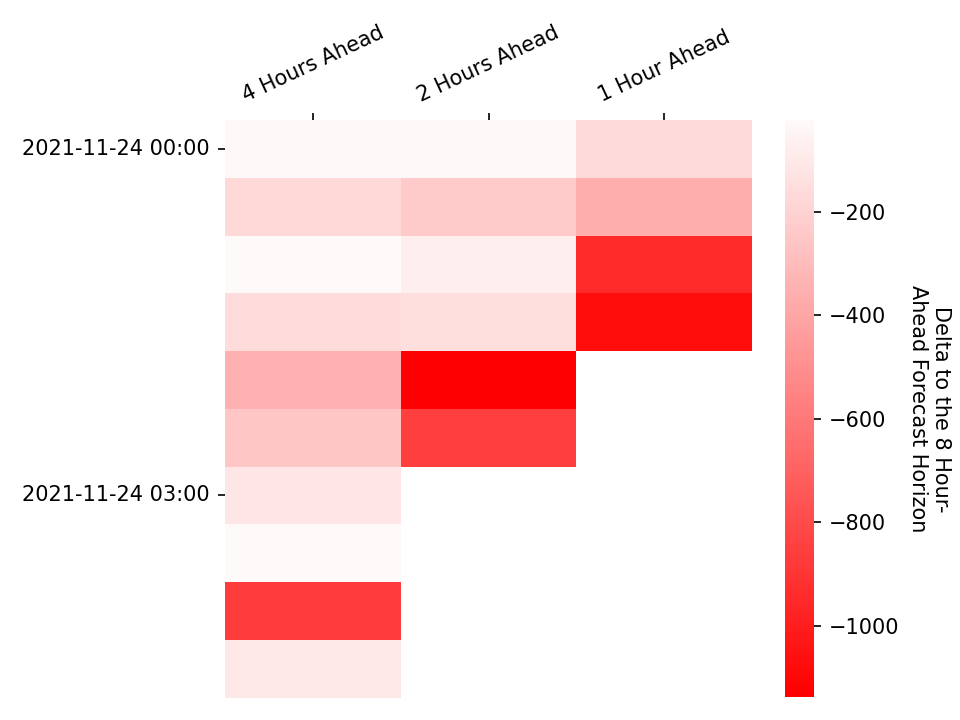 4 Hours Ahead
2 Hours Ahead
1 Hour Ahead
2021-11-24 00:00
2021-11-24 03:00
−200
−400
−600
−800
−1000
Delta to the 8 Hour-
Ahead Forecast Horizon